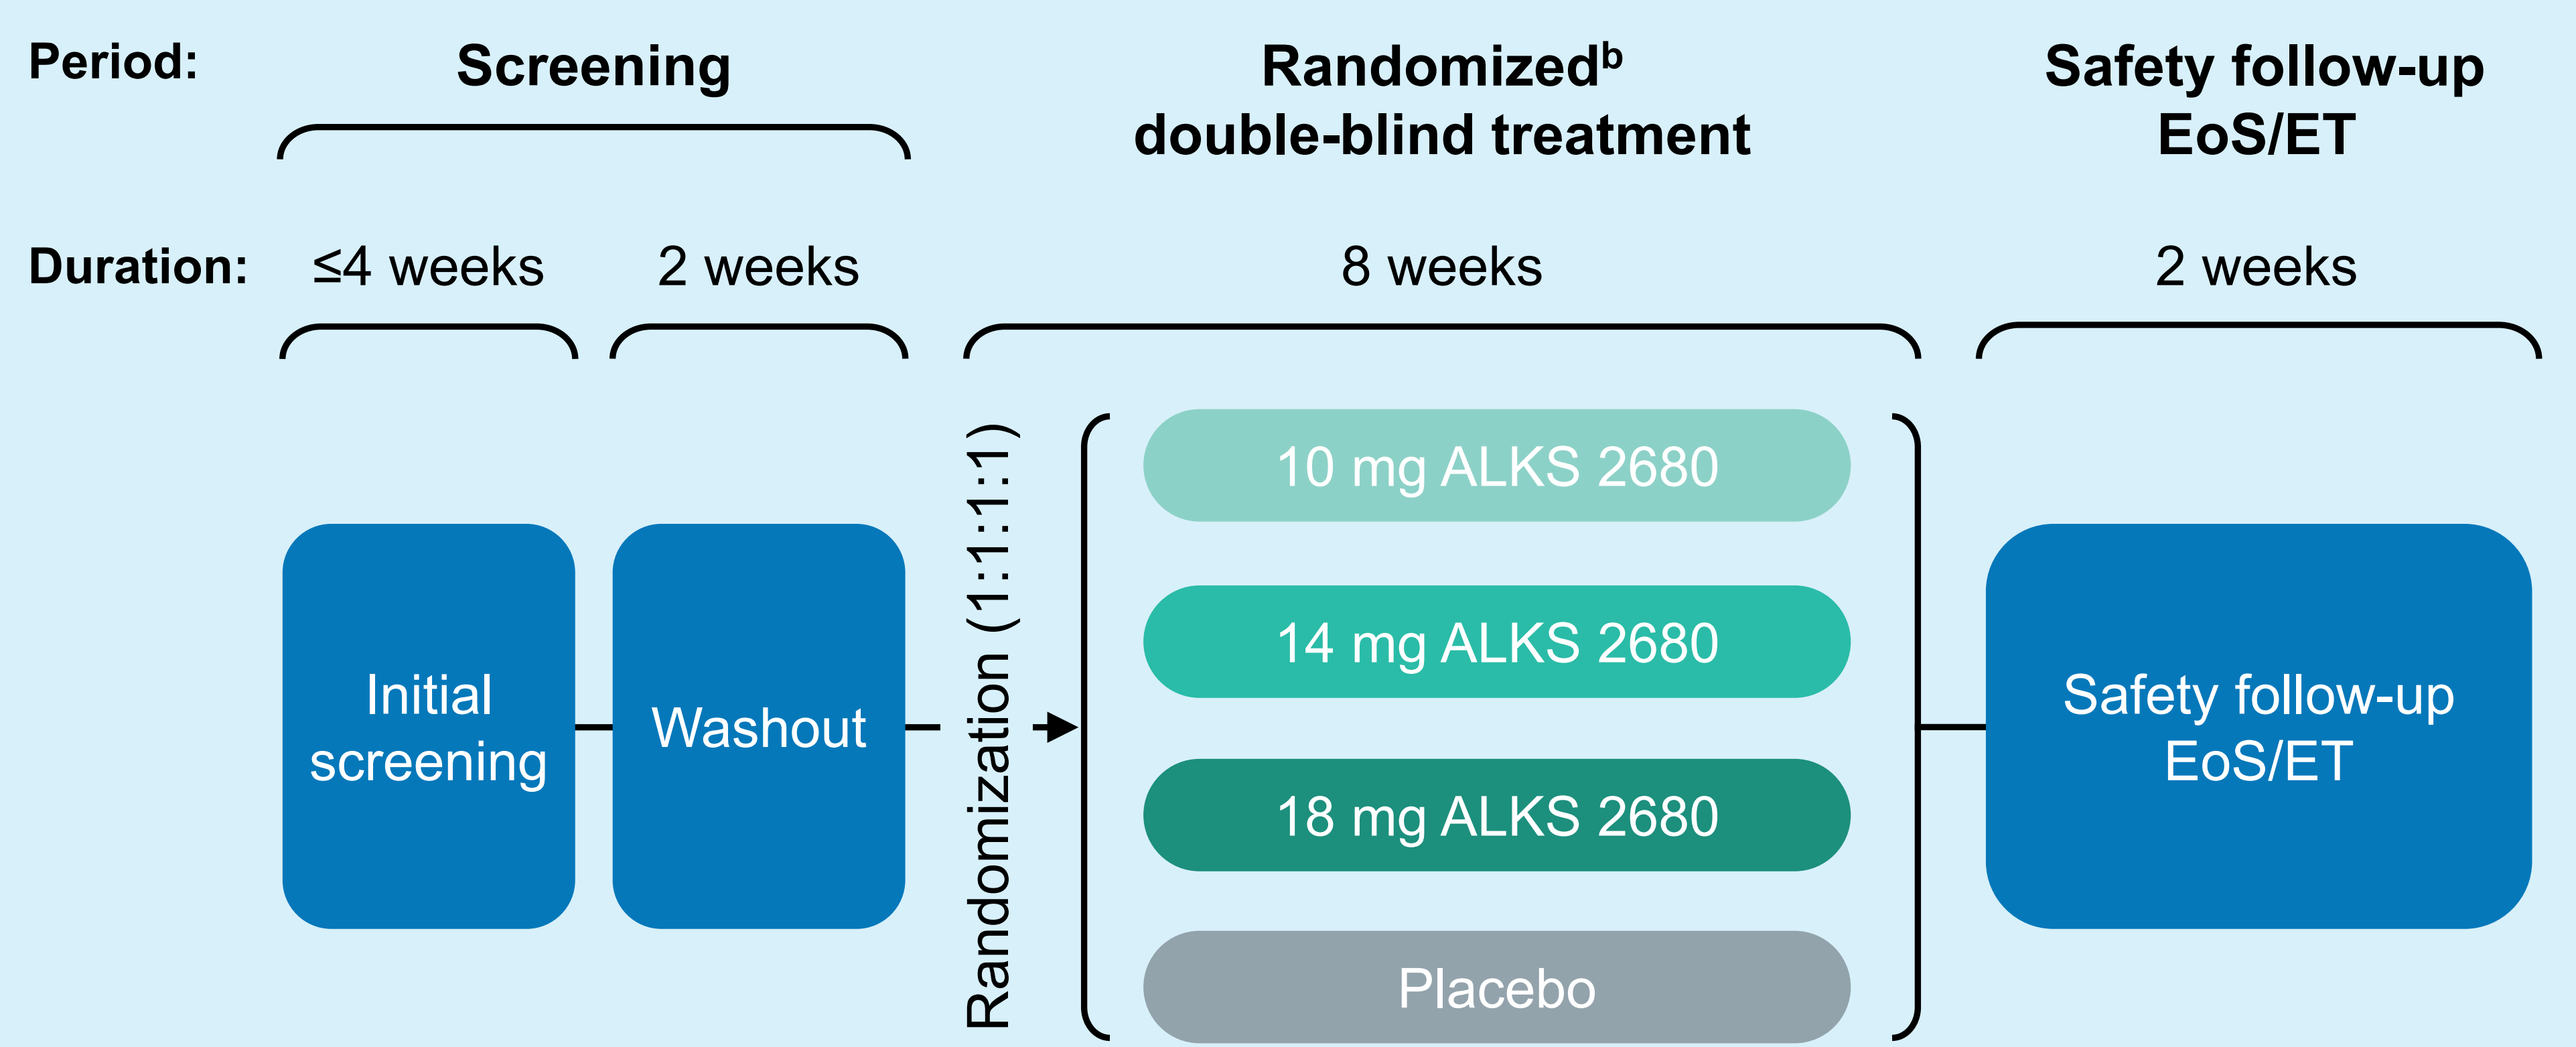 Period:
Screening
Randomizedᵇ
double-blind treatment
Safety follow-up
EoS/ET
Duration:
≤4 weeks
2 weeks
8 weeks
2 weeks
Initial
screening
Washout
Randomization (1:1:1:1)
10 mg ALKS 2680
14 mg ALKS 2680
18 mg ALKS 2680
Placebo
Safety follow-up
EoS/ET